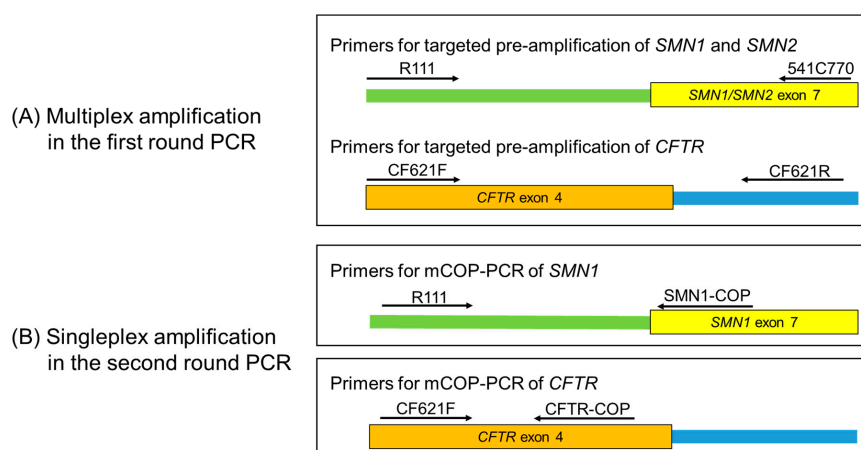 (A) Multiplex amplification
in the first round PCR
Primers for targeted pre-amplification of SMN1 and SMN2
R111
541C770
SMN1/SMN2 exon 7
Primers for targeted pre-amplification of CFTR
CF621F
CF621R
CFTR exon 4
(B) Singleplex amplification
in the second round PCR
Primers for mCOP-PCR of SMN1
R111
SMN1-COP
SMN1 exon 7
Primers for mCOP-PCR of CFTR
CF621F
CFTR-COP
CFTR exon 4